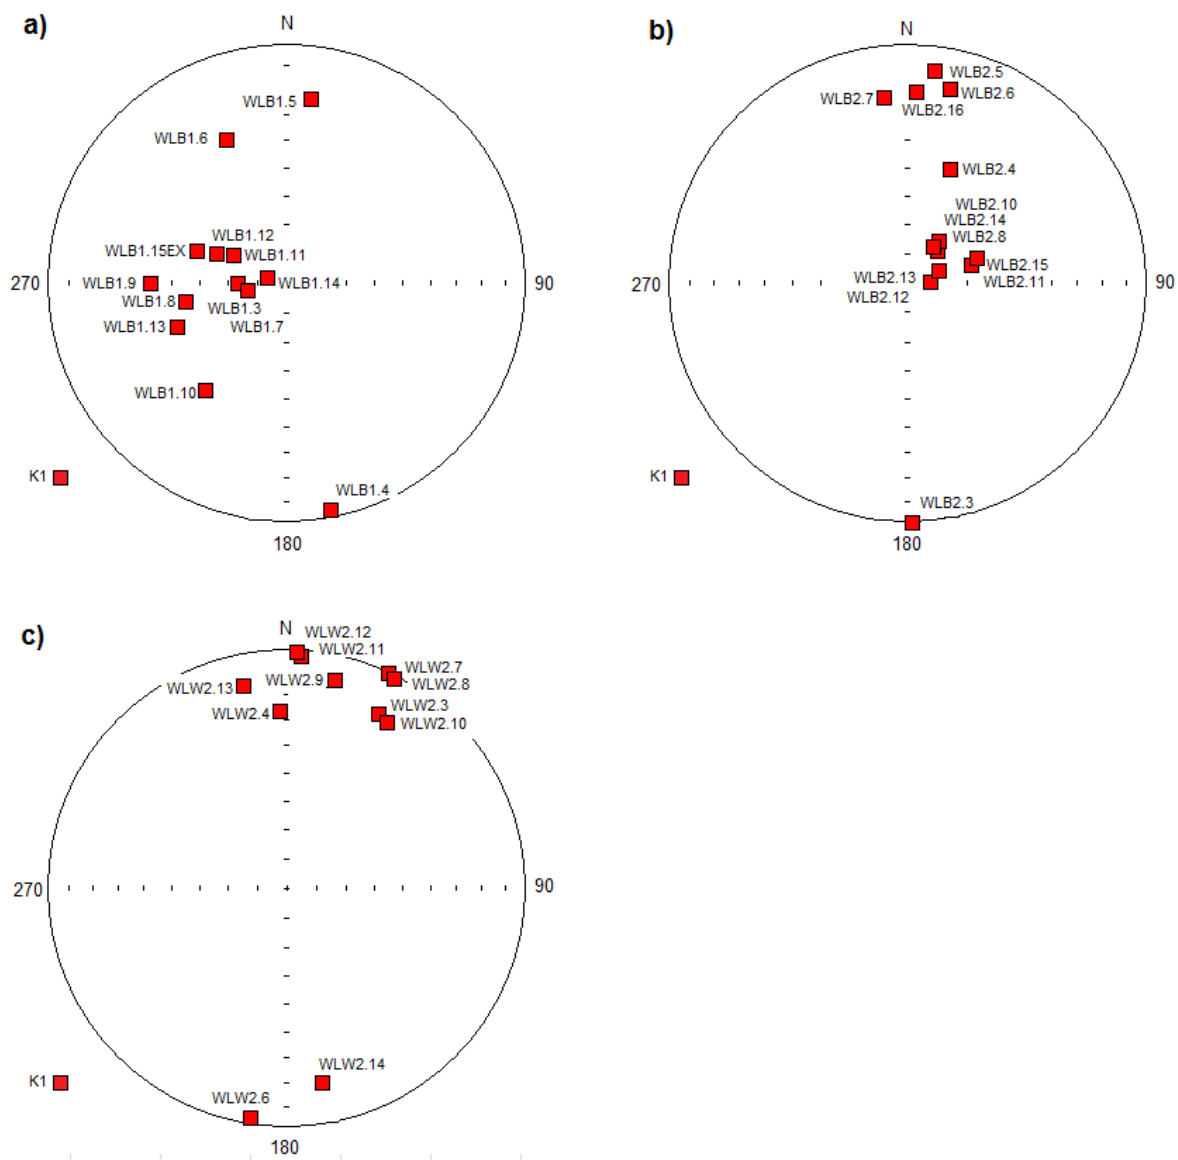 a)
N
WLB1.5
WLB1.6
WLB1.12
WLB1.15EX
WLB1.11
270
WLB1.9
WLB1.14
90
WLB1.8
WLB1.3
WLB1.13
WLB1.7
WLB1.10
K1
WLB1.4
180
b)
N
WLB2.5
WLB2.7
WLB2.6
WLB2.16
WLB2.4
WLB2.10
WLB2.14
WLB2.8
WLB2.15
270
WLB2.13
WLB2.11
90
WLB2.12
K1
WLB2.3
180
c)
N
WLW2.12
WLW2.11
WLW2.7
WLW2.13
WLW2.9
WLW2.8
WLW2.4
WLW2.3
WLW2.10
270
90
K1
WLW2.14
WLW2.6
180